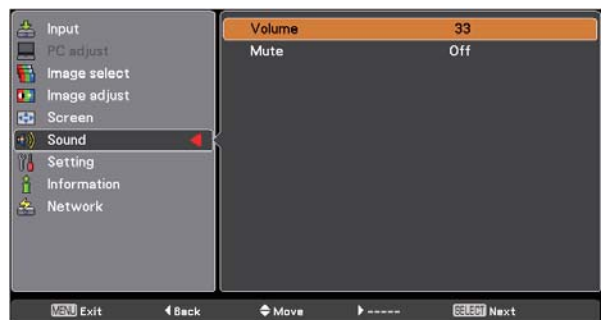 Input
PC adjust
Image select
Image adjust
Screen
Sound
Setting
Information
Network
Volume 33
Mute Off
MENU Exit ◀Back Move ▶----- SELECT Next